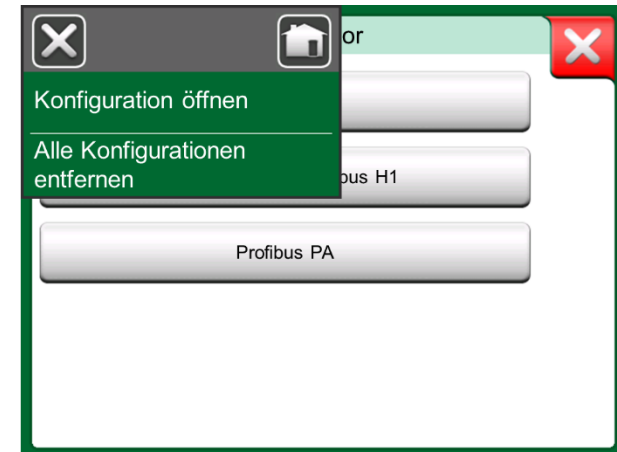 or
Konfiguration öffnen
Alle Konfigurationen
entfernen
bus H1
Profibus PA